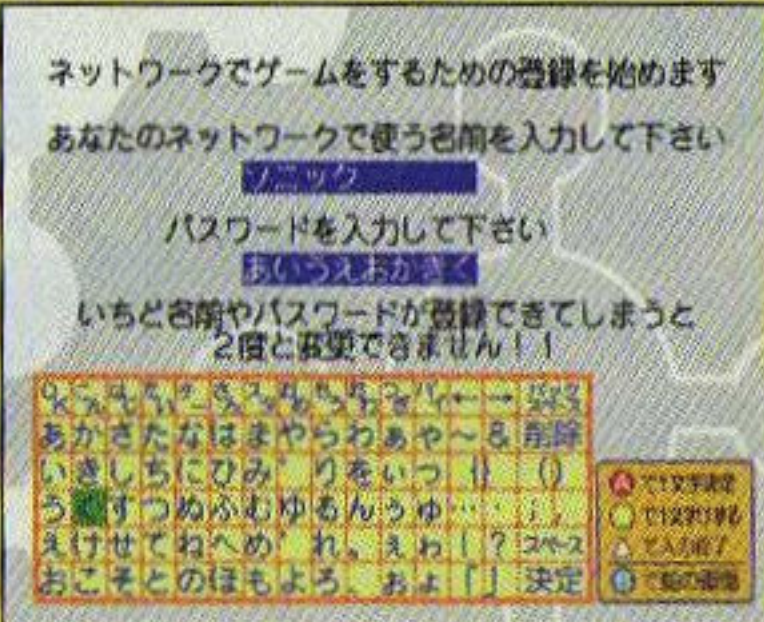 ネットワークでゲームをするための登録を始めます
あなたのネットワークで使う名前を入力して下さい
ソニック
パスワードを入力して下さい
あいうえおかきく
いちど名前やパスワードが登録できてしまうと
2度と変更できません！！
あかさたなはまやらわぁゃ～＆削除
いきしちにひみ゛りをぃっ{}()
うくすつぬふむゆるんぅゅ
えけせてねへめ゜れ。ぇゎ！？スペース
おこそとのほもよろ、ぉょ「」決定